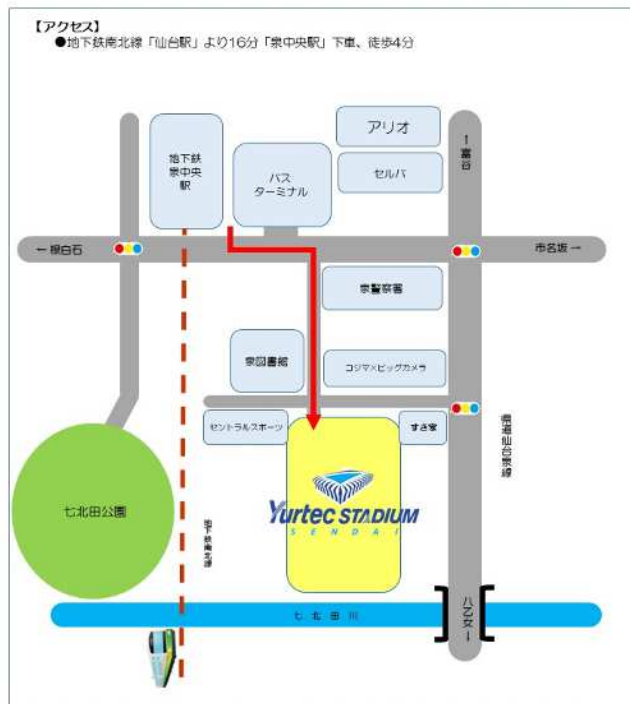 【アクセス】
●地下鉄南北線「仙台駅」より16分「泉中央駅」下車、徒歩4分
地下鉄
泉中央
駅
バス
ターミナル
アリオ
セルバ
←富谷
←根白石
市名坂→
泉警察署
泉図書館
コジマ×ビッグカメラ
セントラルスポーツ
すき家
県道仙台泉線
七北田公園
Yurtec STADIUM
SENDAI
地下鉄南北線
七北田川
八乙女→